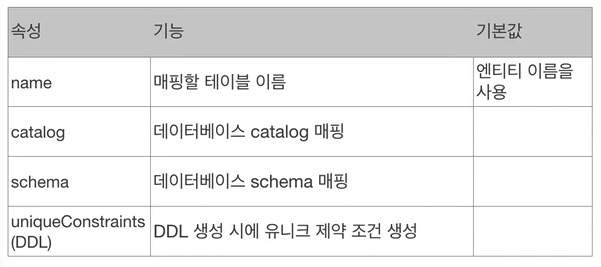 속성 기능 기본값
name 매핑할 테이블 이름 엔티티 이름을
사용
catalog 데이터베이스 catalog 매핑
schema 데이터베이스 schema 매핑
uniqueConstraints
(DDL) DDL 생성 시에 유니크 제약 조건 생성